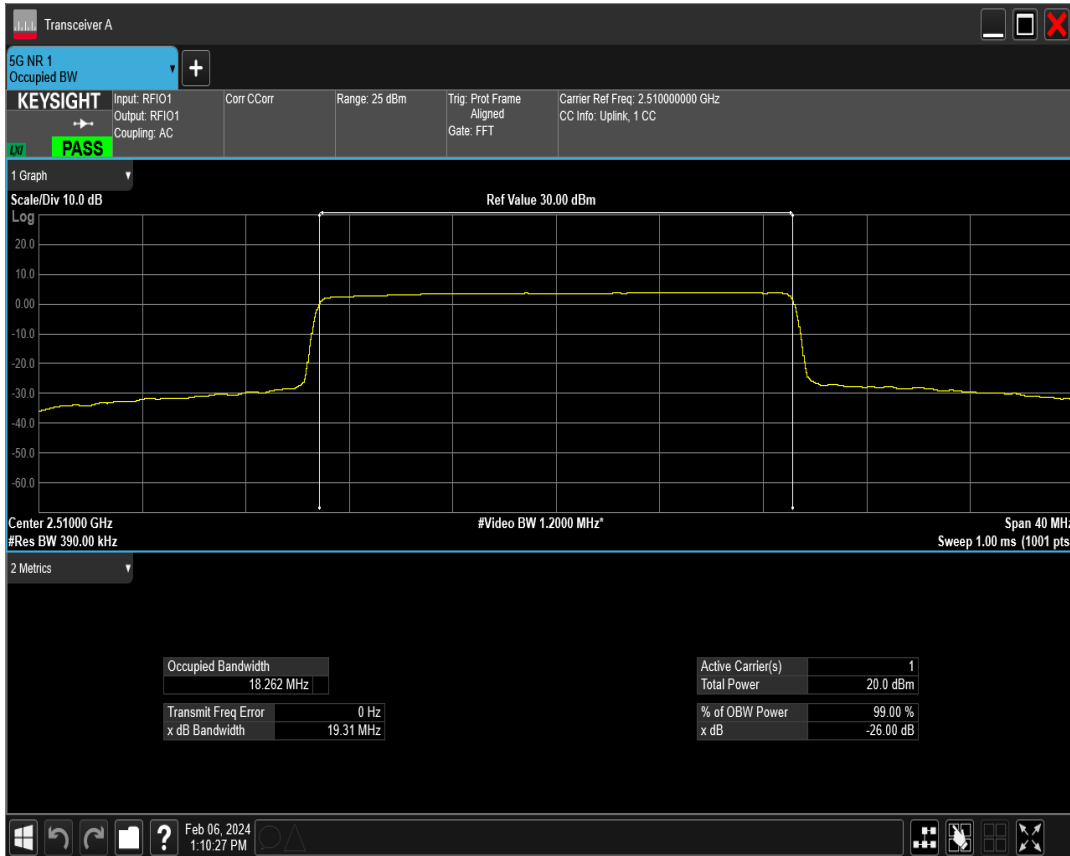 Transceiver A
5G NR 1
Occupied BW
+
KEYSIGHT
LXI
PASS
Input: RFIO1
Output: RFIO1
Coupling: AC
Corr CCorr
Range: 25 dBm
Trig: Prot Frame
Aligned
Gate: FFT
Carrier Ref Freq: 2.510000000 GHz
CC Info: Uplink, 1 CC
1 Graph
Scale/Div 10.0 dB
Ref Value 30.00 dBm
Log
20.0
10.0
0.00
-10.0
-20.0
-30.0
-40.0
-50.0
-60.0
Center 2.51000 GHz
#Video BW 1.2000 MHz*
Span 40 MHz
#Res BW 390.00 kHz
Sweep 1.00 ms (1001 pts
2 Metrics
Occupied Bandwidth
18.262 MHz
Transmit Freq Error 0 Hz
x dB Bandwidth 19.31 MHz
Active Carrier(s) 1
Total Power 20.0 dBm
% of OBW Power 99.00 %
x dB -26.00 dB
?
Feb 06, 2024
1:10:27 PM